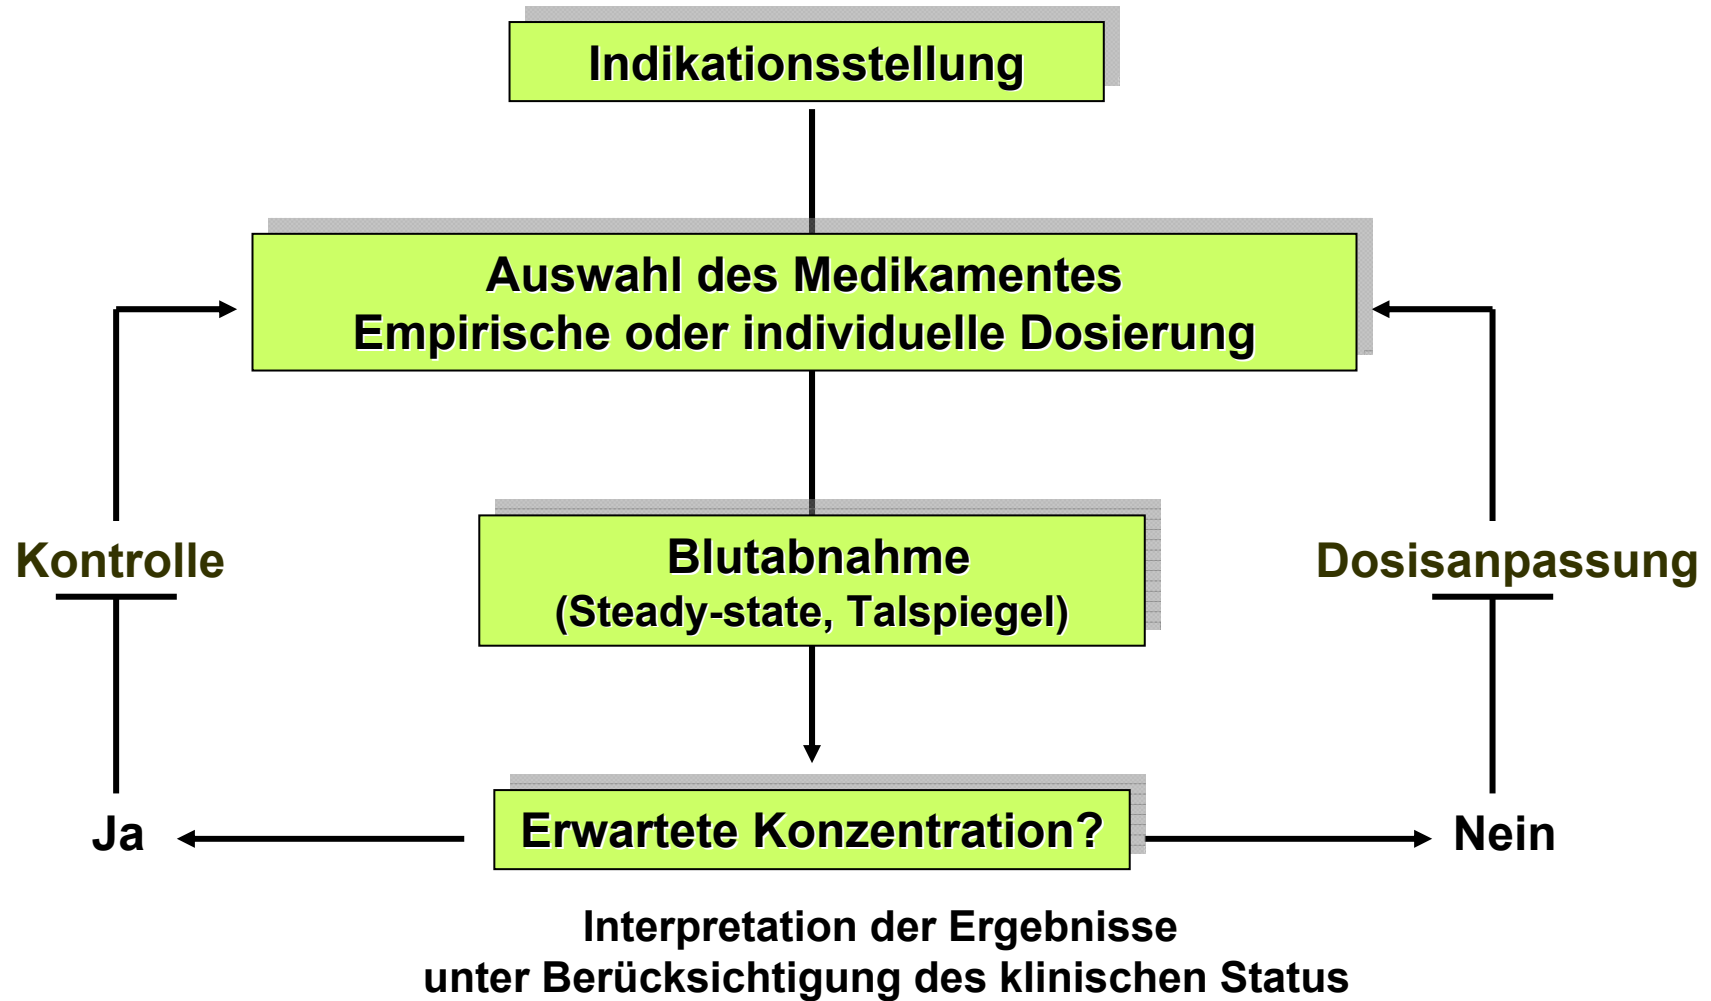 Indikationsstellung
Auswahl des Medikamentes
Empirische oder individuelle Dosierung
Blutabnahme
(Steady-state, Talspiegel)
Kontrolle
Dosisanpassung
Ja
Erwartete Konzentration?
Nein
Interpretation der Ergebnisse
unter Berücksichtigung des klinischen Status